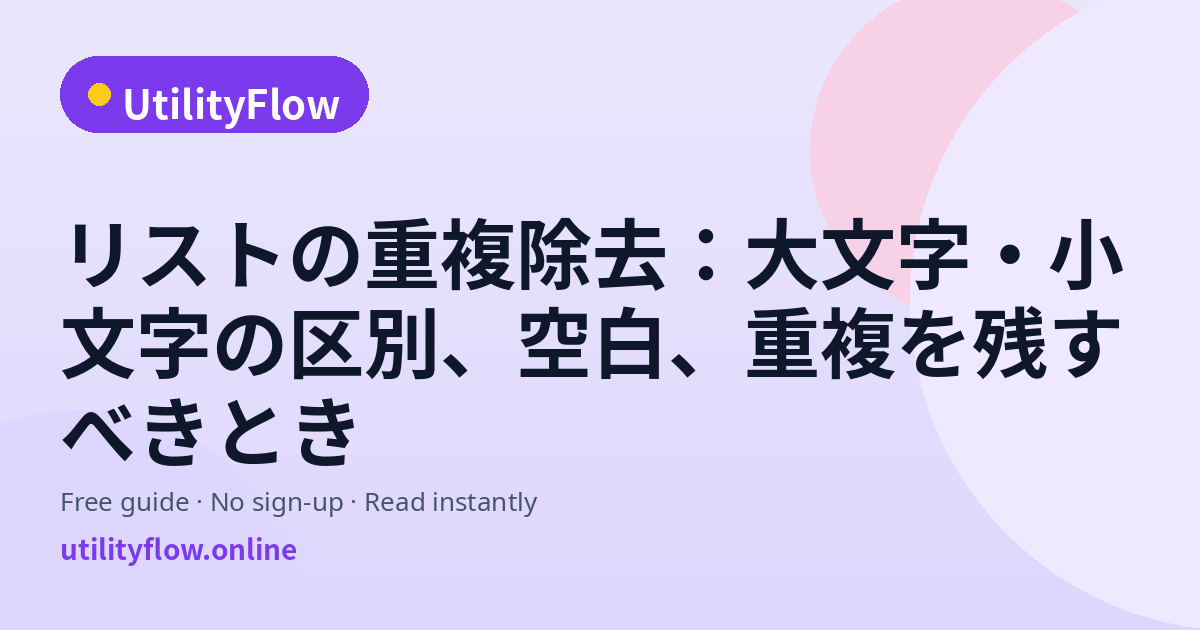 UtilityFlow
リストの重複除去：大文字・小
文字の区別、空白、重複を残す
べきとき
Free guide · No sign-up · Read instantly
utilityflow.online